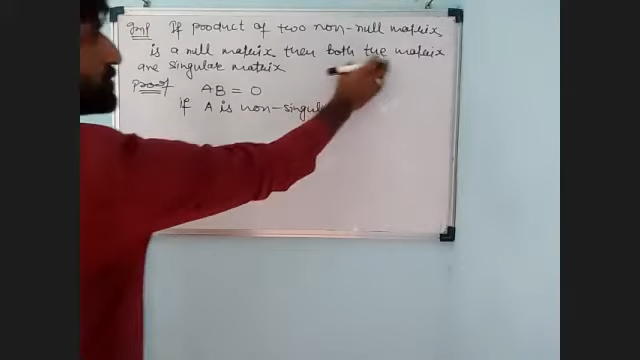 Imp If product of two non-null matrix
is a null matrix then both the matrix
are singular matrix
Proof AB = O
If A is non-singular